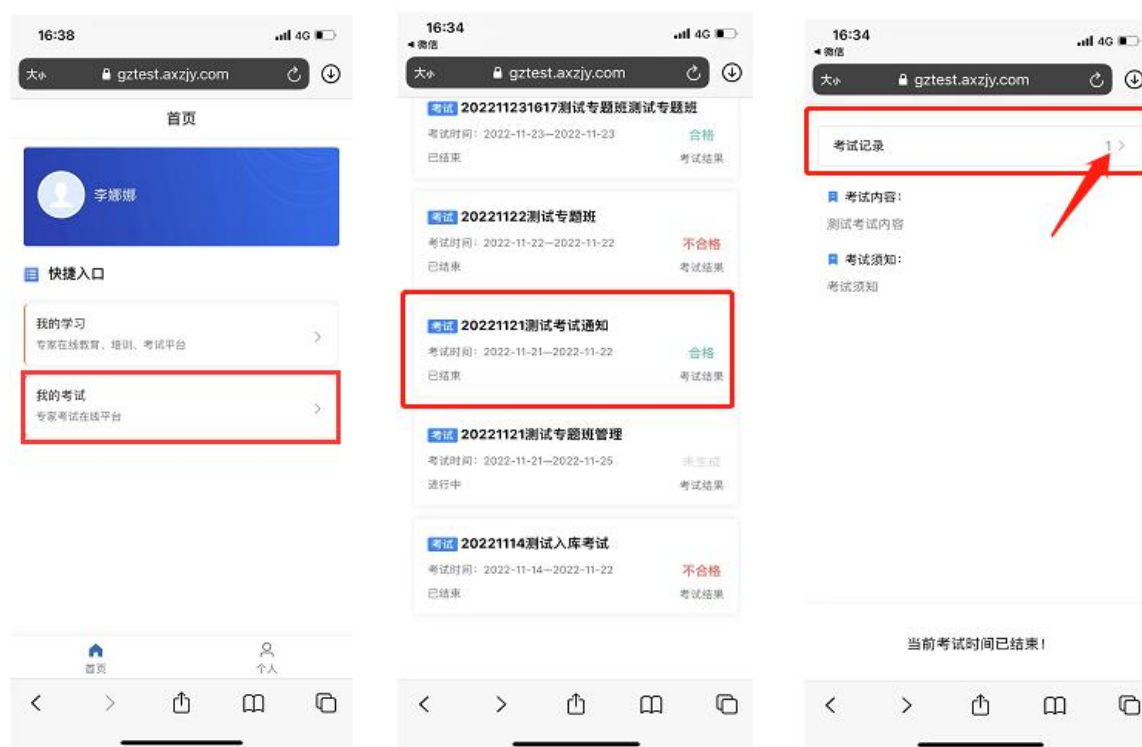 16:38
4G
大小
gztest.axzjy.com
首页
李娜娜
快捷入口
我的学习
专家在线教育、培训、考试平台
我的考试
专家考试在线平台
首页
个人
16:34
4G
微信
大小
gztest.axzjy.com
考试 202211231617测试专题班测试专题班
考试时间：2022-11-23—2022-11-23 合格
已结束 考试结果
考试 20221122测试专题班
考试时间：2022-11-22—2022-11-22 不合格
已结束 考试结果
考试 20221121测试考试通知
考试时间：2022-11-21—2022-11-22 合格
已结束 考试结果
考试 20221121测试专题班管理
考试时间：2022-11-21—2022-11-25 未生成
进行中 考试结果
考试 20221114测试入库考试
考试时间：2022-11-14—2022-11-22 不合格
已结束 考试结果
16:34
4G
微信
大小
gztest.axzjy.com
考试记录 1
考试内容：
测试考试内容
考试须知：
考试须知
当前考试时间已结束！